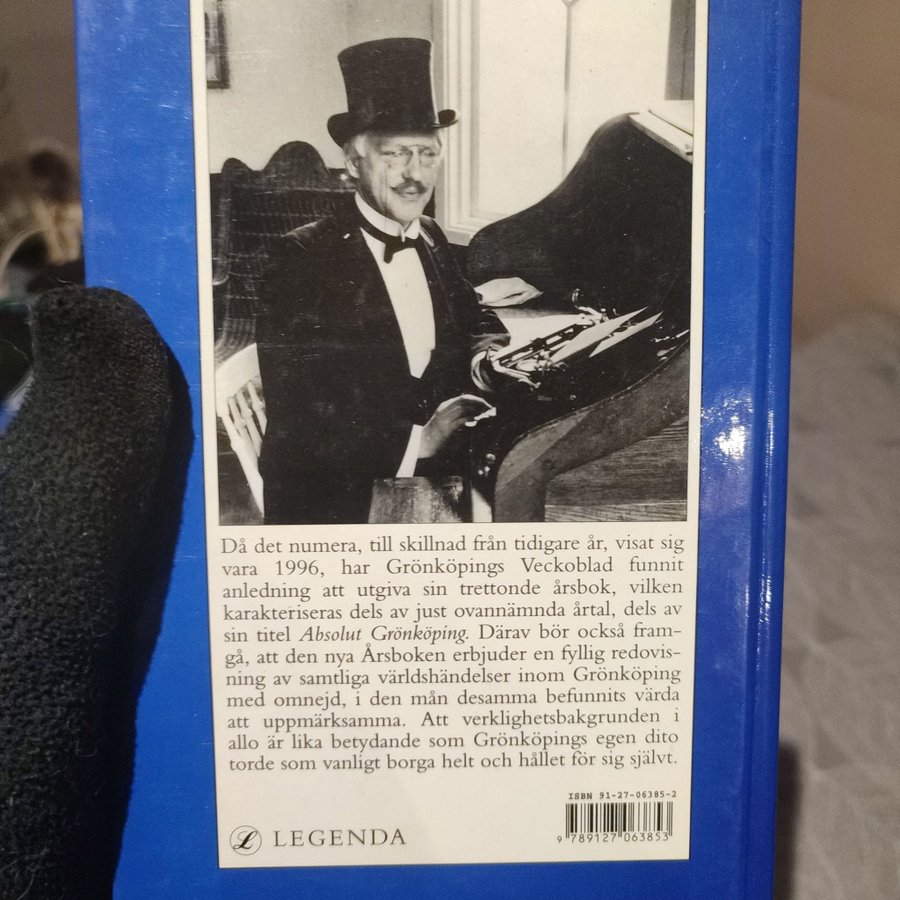 Då det numera, till skillnad från tidigare år, visat sig
vara 1996, har Grönköpings Veckoblad funnit
anledning att utgiva sin trettonde årsbok, vilken
karakteriseras dels av just ovannämnda årtal, dels av
sin titel Absolut Grönköping. Därav bör också fram-
gå, att den nya Årsboken erbjuder en fyllig redovis-
ning av samtliga världshändelser inom Grönköping
med omnejd, i den mån desamma befunnits värda
att uppmärksamma. Att verklighetsbakgrunden i
allo är lika betydande som Grönköpings egen dito
torde som vanligt borga helt och hållet för sig självt.
ISBN 91-27-06385-2
9 789127 063853
L LEGENDA